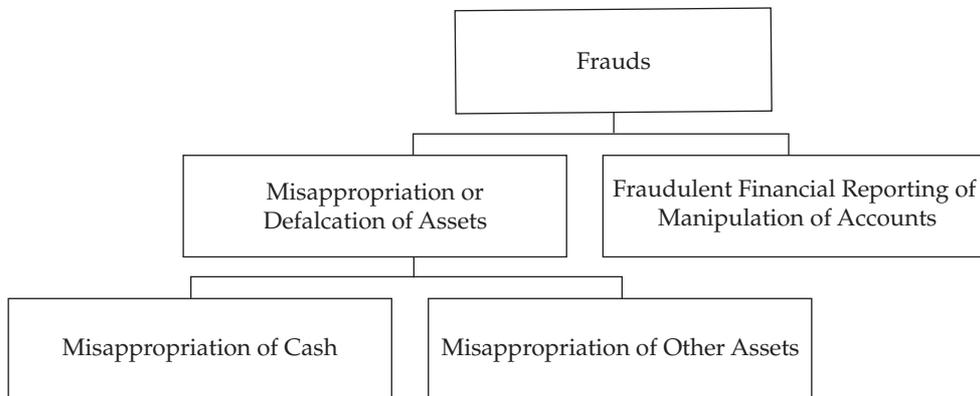 Frauds
Misappropriation or
Defalcation of Assets
Fraudulent Financial Reporting of
Manipulation of Accounts
Misappropriation of Cash
Misappropriation of Other Assets